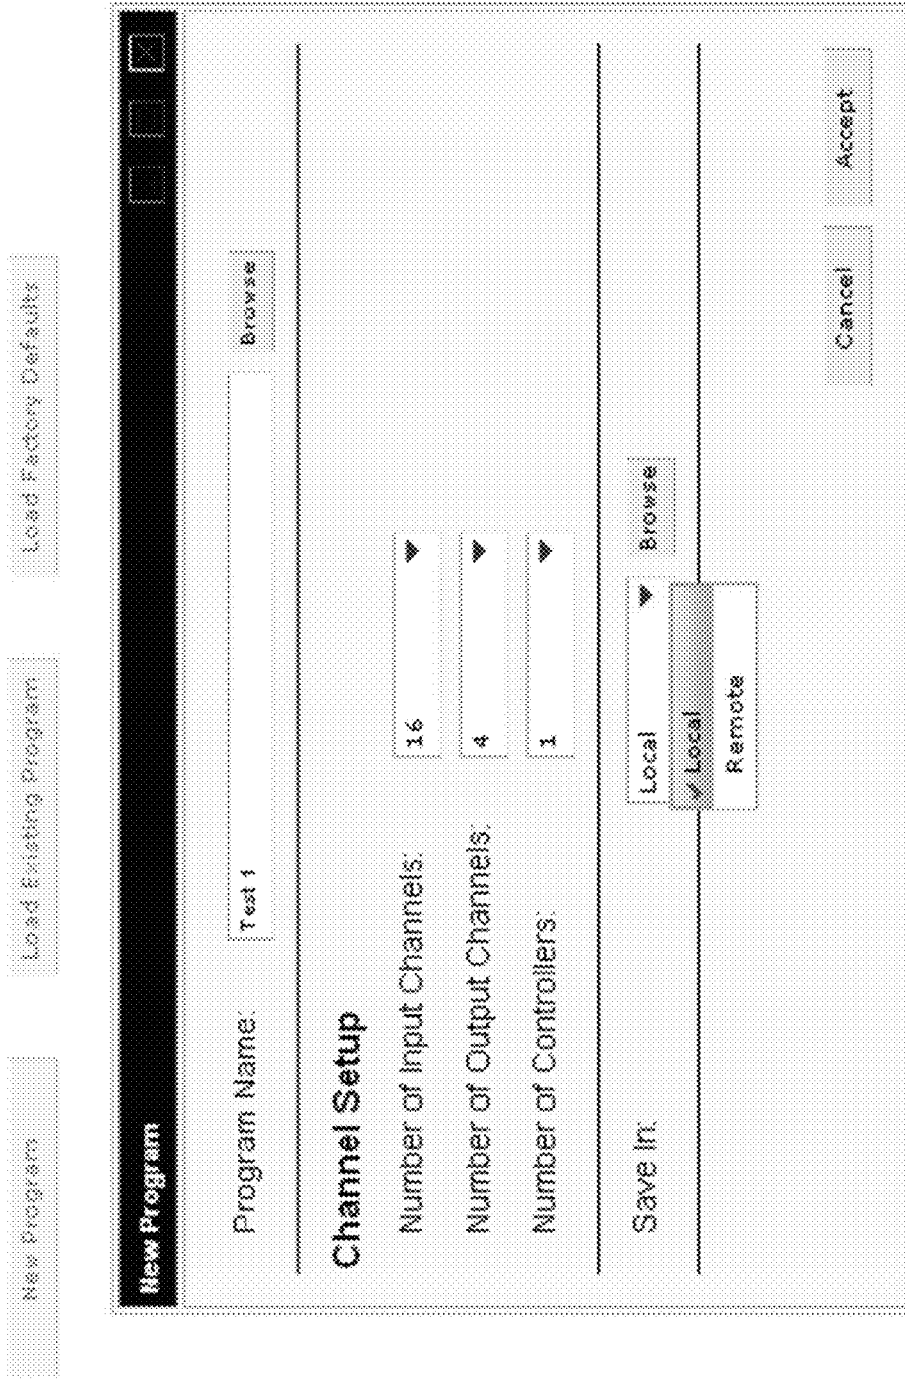 New Program Load Existing Program Load Factory Defaults
New Program
Program Name: Test 1 Browse
Channel Setup
Number of Input Channels: 16
Number of Output Channels: 4
Number of Controllers: 1
Save In: Local Browse
✓ Local
Remote
Cancel Accept